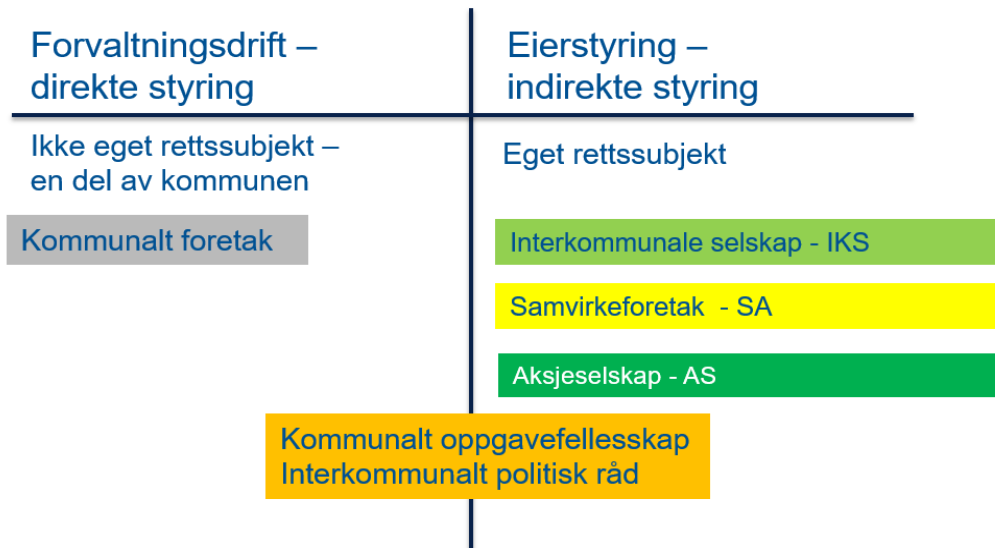 Forvaltningsdrift –
direkte styring
Eierstyring –
indirekte styring
Ikke eget rettssubjekt –
en del av kommunen
Eget rettssubjekt
Kommunalt foretak
Interkommunale selskap - IKS
Samvirkeforetak - SA
Aksjeselskap - AS
Kommunalt oppgavefellesskap
Interkommunalt politisk råd